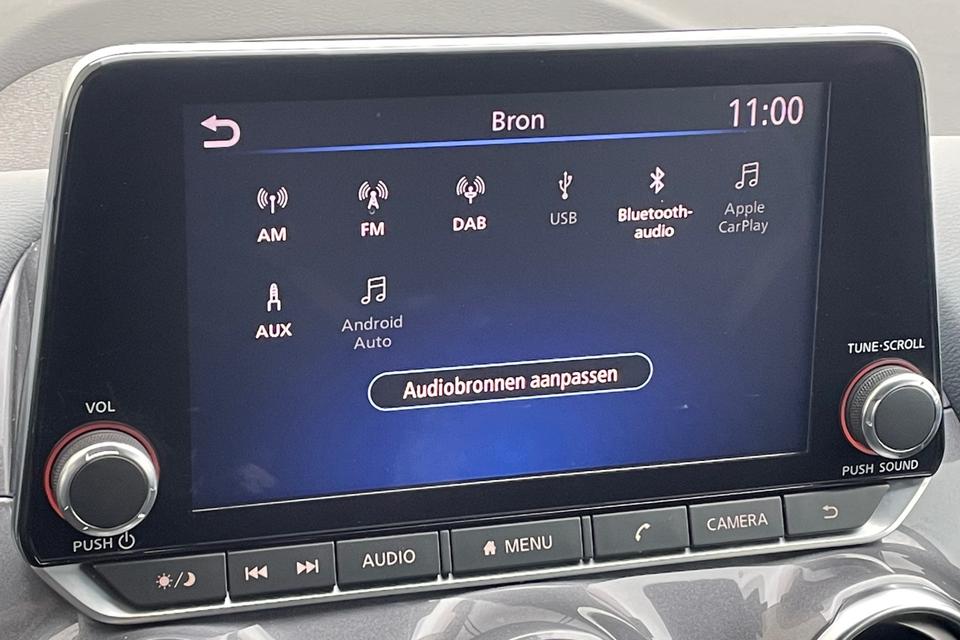 Bron
11:00
AM
FM
DAB
USB
Bluetooth-
audio
Apple
CarPlay
AUX
Android
Auto
Audiobronnen aanpassen
VOL
PUSH
TUNE·SCROLL
PUSH SOUND
AUDIO
MENU
CAMERA